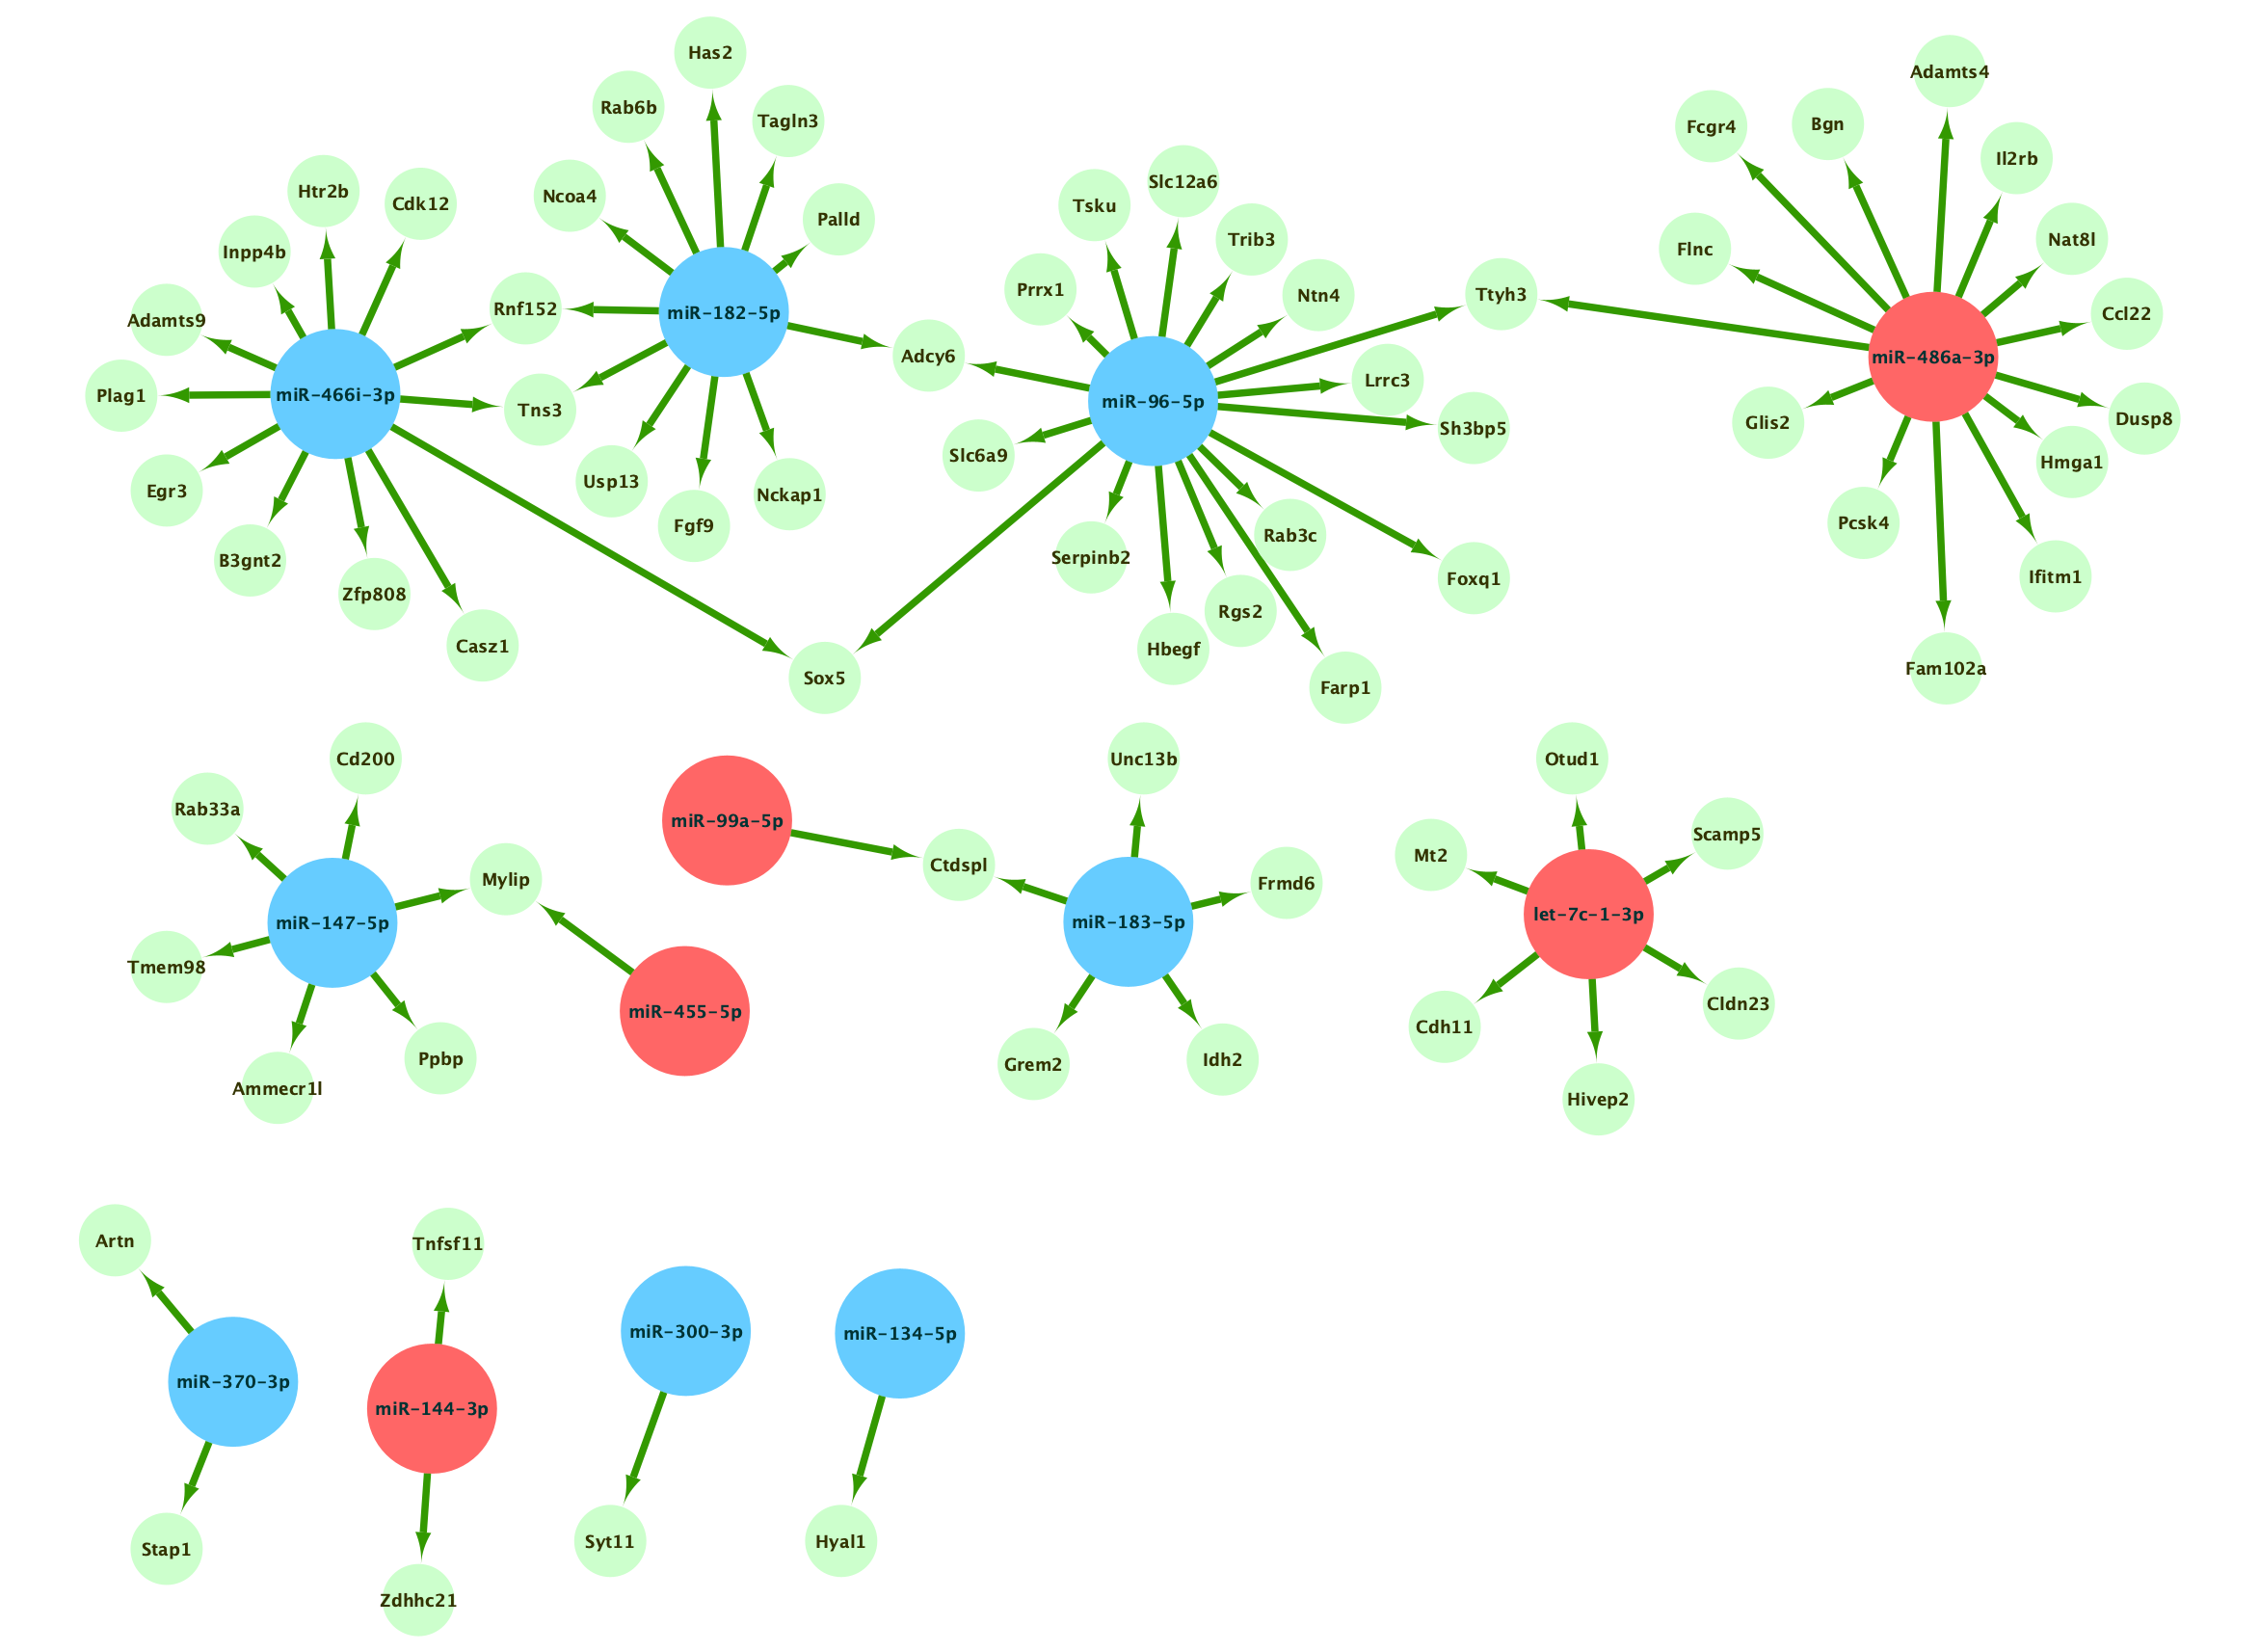 Has2
Adamts4
Rab6b
Tagln3
Fcgr4
Bgn
Il2rb
Htr2b
Cdk12
Ncoa4
Palld
Tsku
Slc12a6
Trib3
Flnc
Nat8l
Inpp4b
Prrx1
Ntn4
Ttyh3
Adamts9
Rnf152
miR-182-5p
Ccl22
Adcy6
miR-486a-3p
Plag1
miR-466i-3p
Tns3
miR-96-5p
Lrrc3
Sh3bp5
Glis2
Dusp8
Egr3
Usp13
Nckap1
Slc6a9
Hmga1
B3gnt2
Fgf9
Serpinb2
Rab3c
Pcsk4
Zfp808
Rgs2
Foxq1
Ifitm1
Casz1
Sox5
Hbegf
Farp1
Fam102a
Cd200
Unc13b
Otud1
Rab33a
miR-99a-5p
Scamp5
Mylip
Ctdspl
Frmd6
Mt2
miR-147-5p
miR-183-5p
let-7c-1-3p
Tmem98
miR-455-5p
Cldn23
Ammecr1l
Ppbp
Grem2
Idh2
Cdh11
Hivep2
Artn
Tnfsf11
miR-300-3p
miR-134-5p
miR-370-3p
miR-144-3p
Stap1
Syt11
Hyal1
Zdhhc21